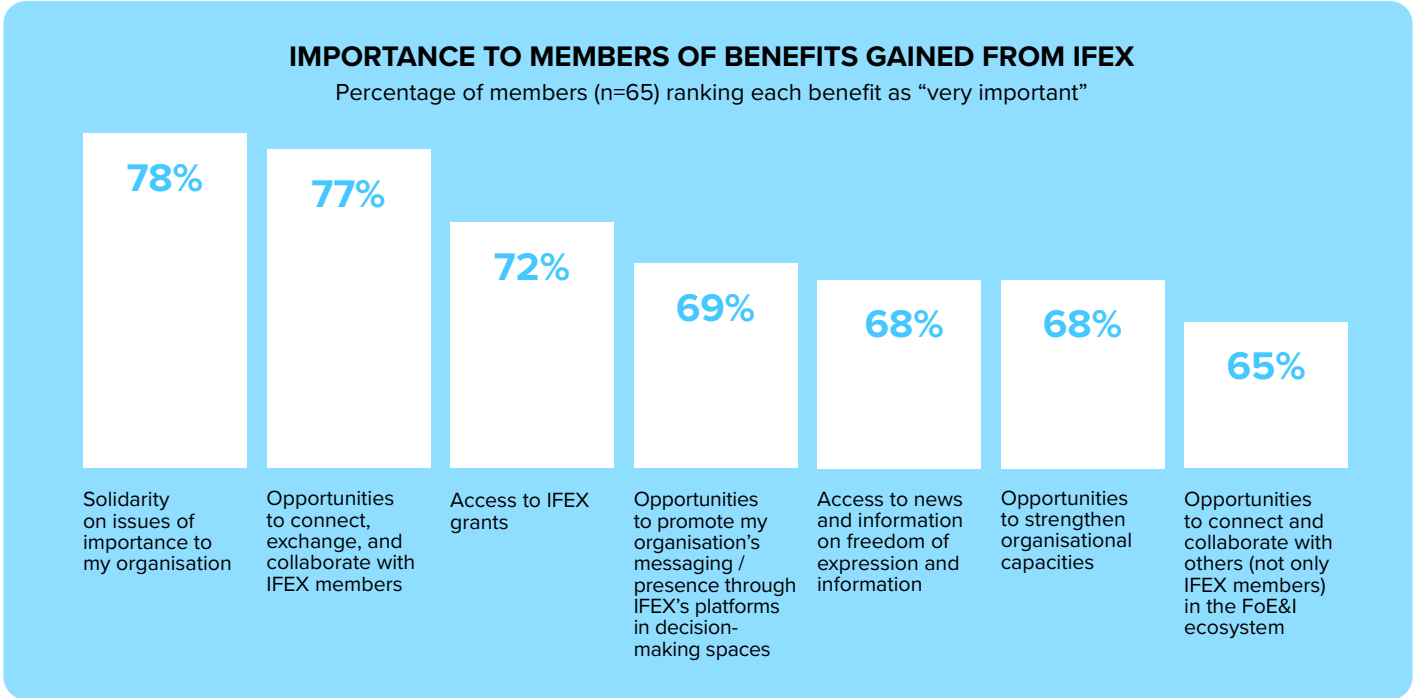 IMPORTANCE TO MEMBERS OF BENEFITS GAINED FROM IFEX
Percentage of members (n=65) ranking each benefit as “very important”
78%
77%
72%
69%
68%
68%
65%
Solidarity
on issues of
importance to
my organisation
Opportunities
to connect,
exchange, and
collaborate with
IFEX members
Access to IFEX
grants
Opportunities
to promote my
organisation’s
messaging /
presence through
IFEX’s platforms
in decision-
making spaces
Access to news
and information
on freedom of
expression and
information
Opportunities
to strengthen
organisational
capacities
Opportunities
to connect and
collaborate with
others (not only
IFEX members)
in the FoE&I
ecosystem